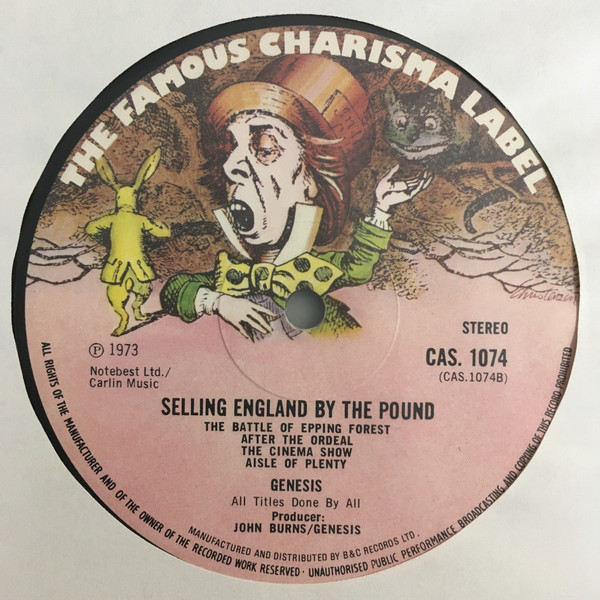 THE FAMOUS CHARISMA LABEL
Christensen
STEREO
℗ 1973
CAS. 1074
(CAS.1074B)
Notebest Ltd./
Carlin Music
SELLING ENGLAND BY THE POUND
THE BATTLE OF EPPING FOREST
AFTER THE ORDEAL
THE CINEMA SHOW
AISLE OF PLENTY
GENESIS
All Titles Done By All
Producer:
JOHN BURNS/GENESIS
MANUFACTURED AND DISTRIBUTED BY B&C RECORDS LTD.
ALL RIGHTS OF THE MANUFACTURER AND OF THE OWNER OF THE RECORDED WORK RESERVED · UNAUTHORISED PUBLIC PERFORMANCE BROADCASTING AND COPYING OF THIS RECORD PROHIBITED